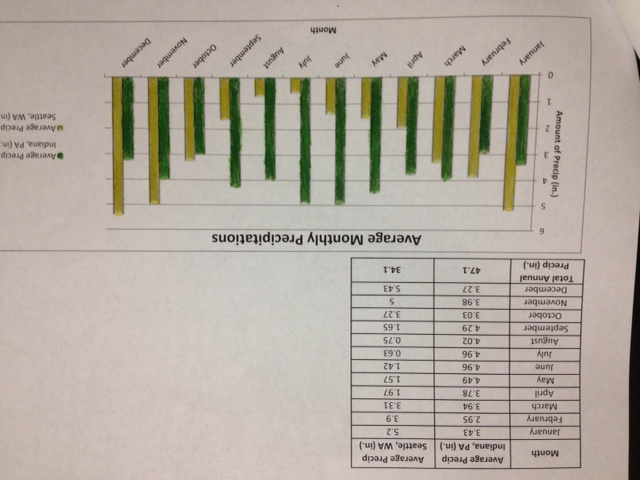 Month Average Precip Indiana, PA (in.) Average Precip Seattle, WA (in.)
January 3.43 5.2
February 2.95 3.9
March 3.94 3.31
April 3.78 1.97
May 4.49 1.57
June 4.96 1.42
July 4.96 0.63
August 4.02 0.75
September 4.29 1.65
October 3.03 3.27
November 3.98 5
December 3.27 5.43
Total Annual Precip (in.) 47.1 34.1
Average Monthly Precipitations
6
5
4
3
2
1
0
Amount of Precip (in.)
January
February
March
April
May
June
July
August
September
October
November
December
Month
Average Precip
Indiana, PA (in.
Average Precip
Seattle, WA (in